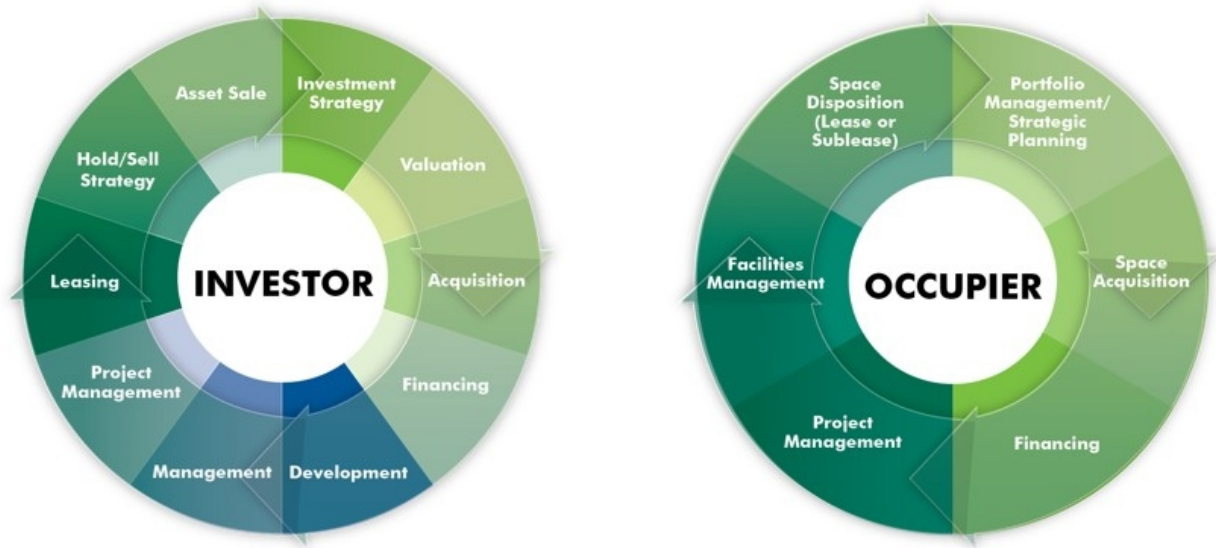 Asset Sale
Investment
Strategy
Valuation
Acquisition
Financing
Development
Management
Project
Management
Leasing
Hold/Sell
Strategy
INVESTOR
Space
Disposition
(Lease or
Sublease)
Portfolio
Management/
Strategic
Planning
Space
Acquisition
Financing
Project
Management
Facilities
Management
OCCUPIER